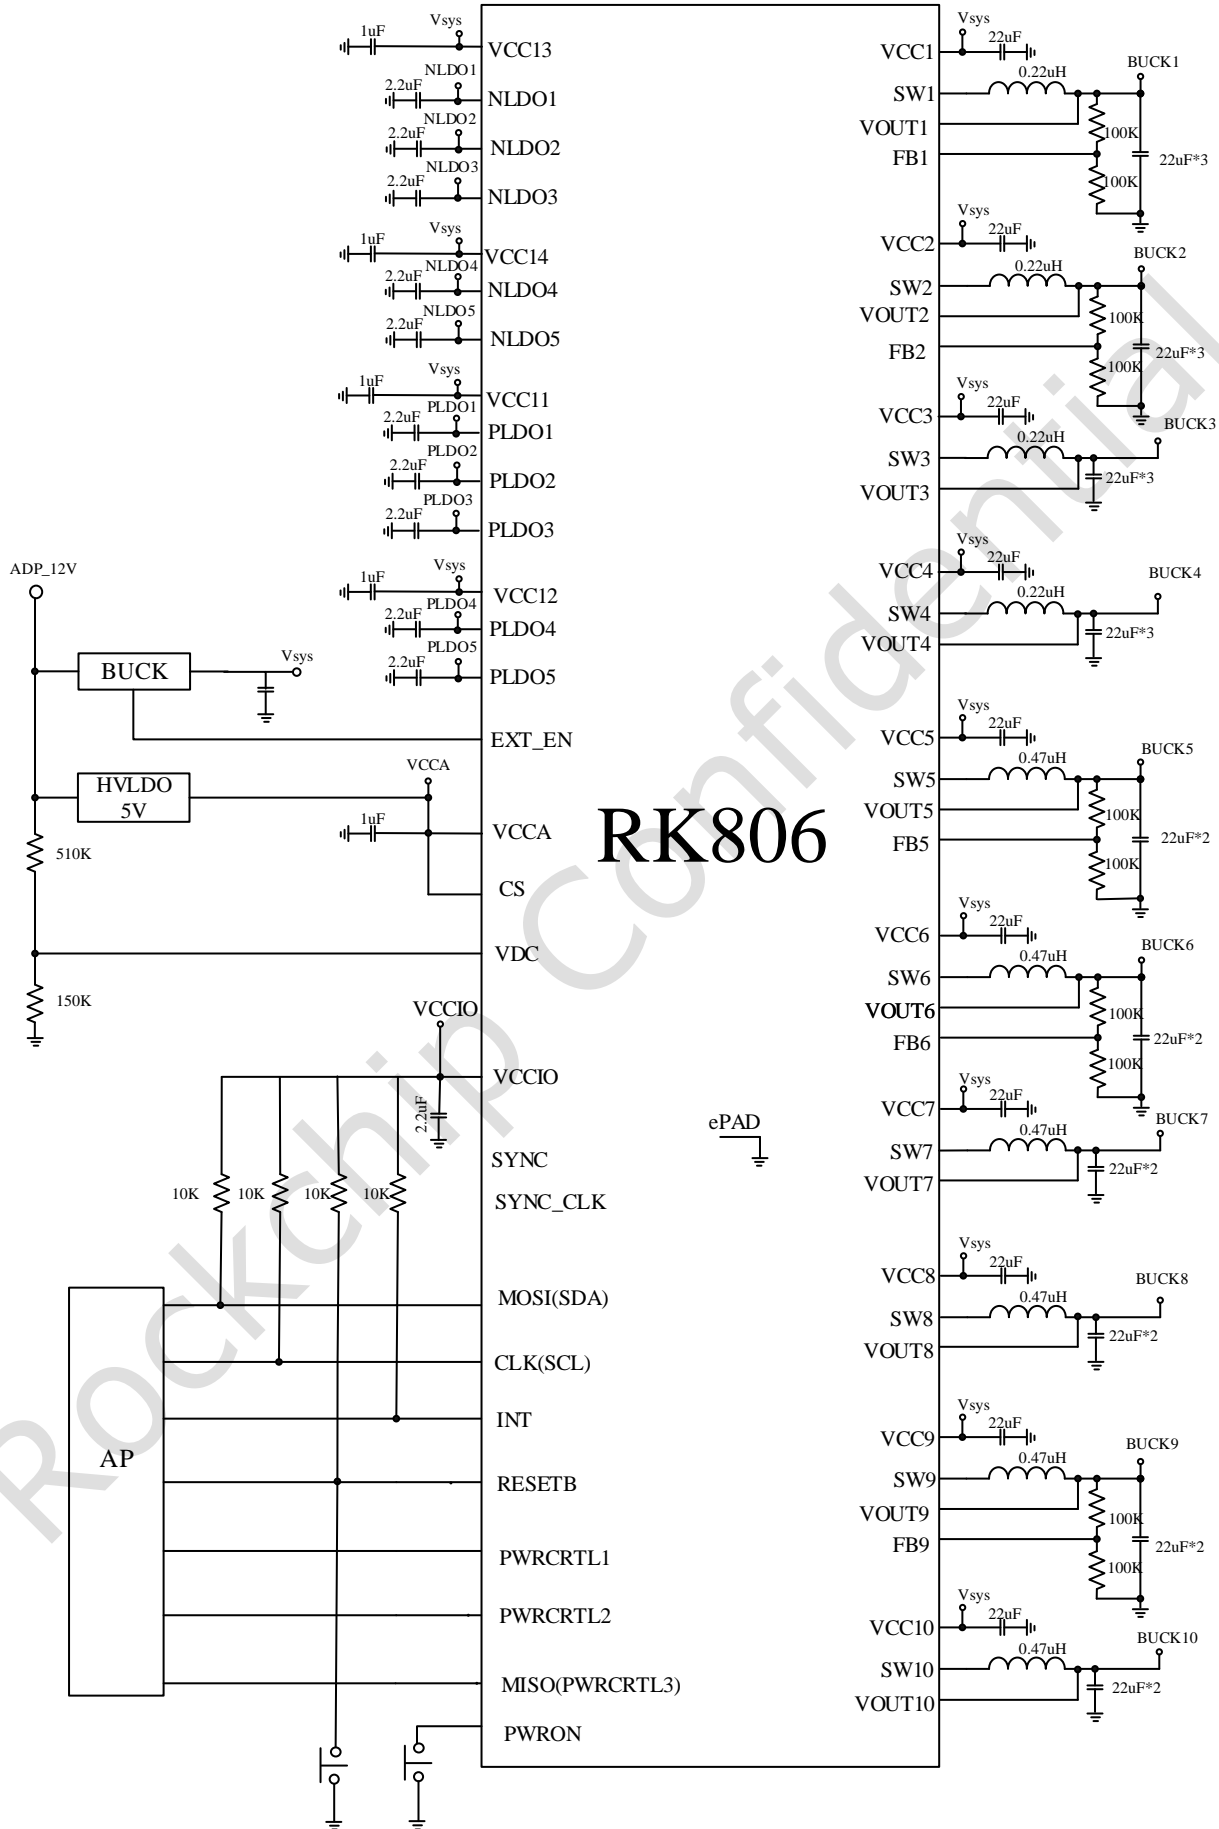 Vsys
1uF
VCC13
NLDO1
2.2uF
NLDO1
NLDO2
2.2uF
NLDO2
NLDO3
2.2uF
NLDO3
Vsys
1uF
VCC14
NLDO4
2.2uF
NLDO4
NLDO5
2.2uF
NLDO5
Vsys
1uF
VCC11
PLDO1
2.2uF
PLDO1
PLDO2
2.2uF
PLDO2
PLDO3
2.2uF
PLDO3
Vsys
1uF
VCC12
PLDO4
2.2uF
PLDO4
PLDO5
2.2uF
PLDO5
ADP_12V
BUCK
Vsys
EXT_EN
VCCA
HVLDO
5V
1uF
VCCA
510K
CS
VDC
150K
VCCIO
VCCIO
2.2uF
SYNC
10K
10K
10K
10K
SYNC_CLK
AP
MOSI(SDA)
CLK(SCL)
INT
RESETB
PWRCRTL1
PWRCRTL2
MISO(PWRCRTL3)
PWRON
RK806
ePAD
Vsys
22uF
VCC1
BUCK1
0.22uH
SW1
VOUT1
100K
FB1
22uF*3
100K
Vsys
22uF
VCC2
BUCK2
0.22uH
SW2
VOUT2
100K
FB2
22uF*3
100K
Vsys
22uF
VCC3
BUCK3
0.22uH
SW3
22uF*3
VOUT3
Vsys
22uF
VCC4
BUCK4
0.22uH
SW4
22uF*3
VOUT4
Vsys
22uF
VCC5
BUCK5
0.47uH
SW5
VOUT5
100K
FB5
22uF*2
100K
Vsys
22uF
VCC6
BUCK6
0.47uH
SW6
VOUT6
100K
FB6
22uF*2
100K
Vsys
22uF
VCC7
BUCK7
0.47uH
SW7
22uF*2
VOUT7
Vsys
22uF
VCC8
BUCK8
0.47uH
SW8
22uF*2
VOUT8
Vsys
22uF
VCC9
BUCK9
0.47uH
SW9
VOUT9
100K
FB9
22uF*2
100K
Vsys
22uF
VCC10
BUCK10
0.47uH
SW10
22uF*2
VOUT10
Rockchip Confidential